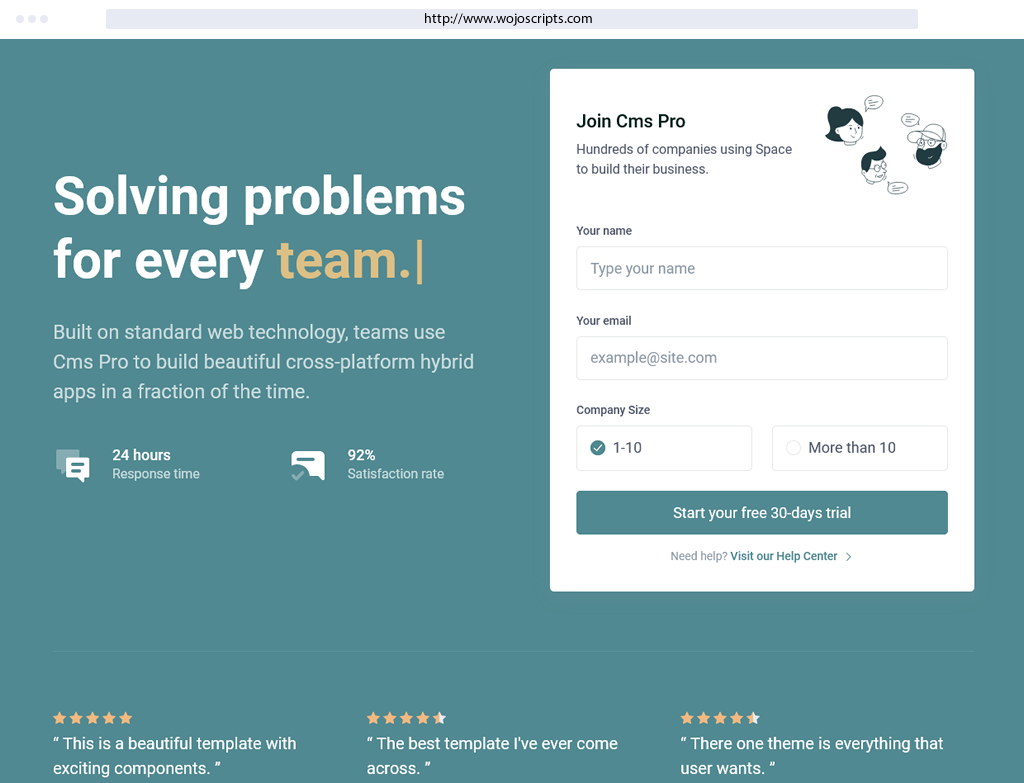 http://www.wojoscripts.com
Solving problems
for every team.|
Built on standard web technology, teams use
Cms Pro to build beautiful cross-platform hybrid
apps in a fraction of the time.
24 hours
Response time
92%
Satisfaction rate
Join Cms Pro
Hundreds of companies using Space
to build their business.
Your name
Type your name
Your email
example@site.com
Company Size
1-10
More than 10
Start your free 30-days trial
Need help? Visit our Help Center
“ This is a beautiful template with
exciting components. ”
“ The best template I've ever come
across. ”
“ There one theme is everything that
user wants. ”